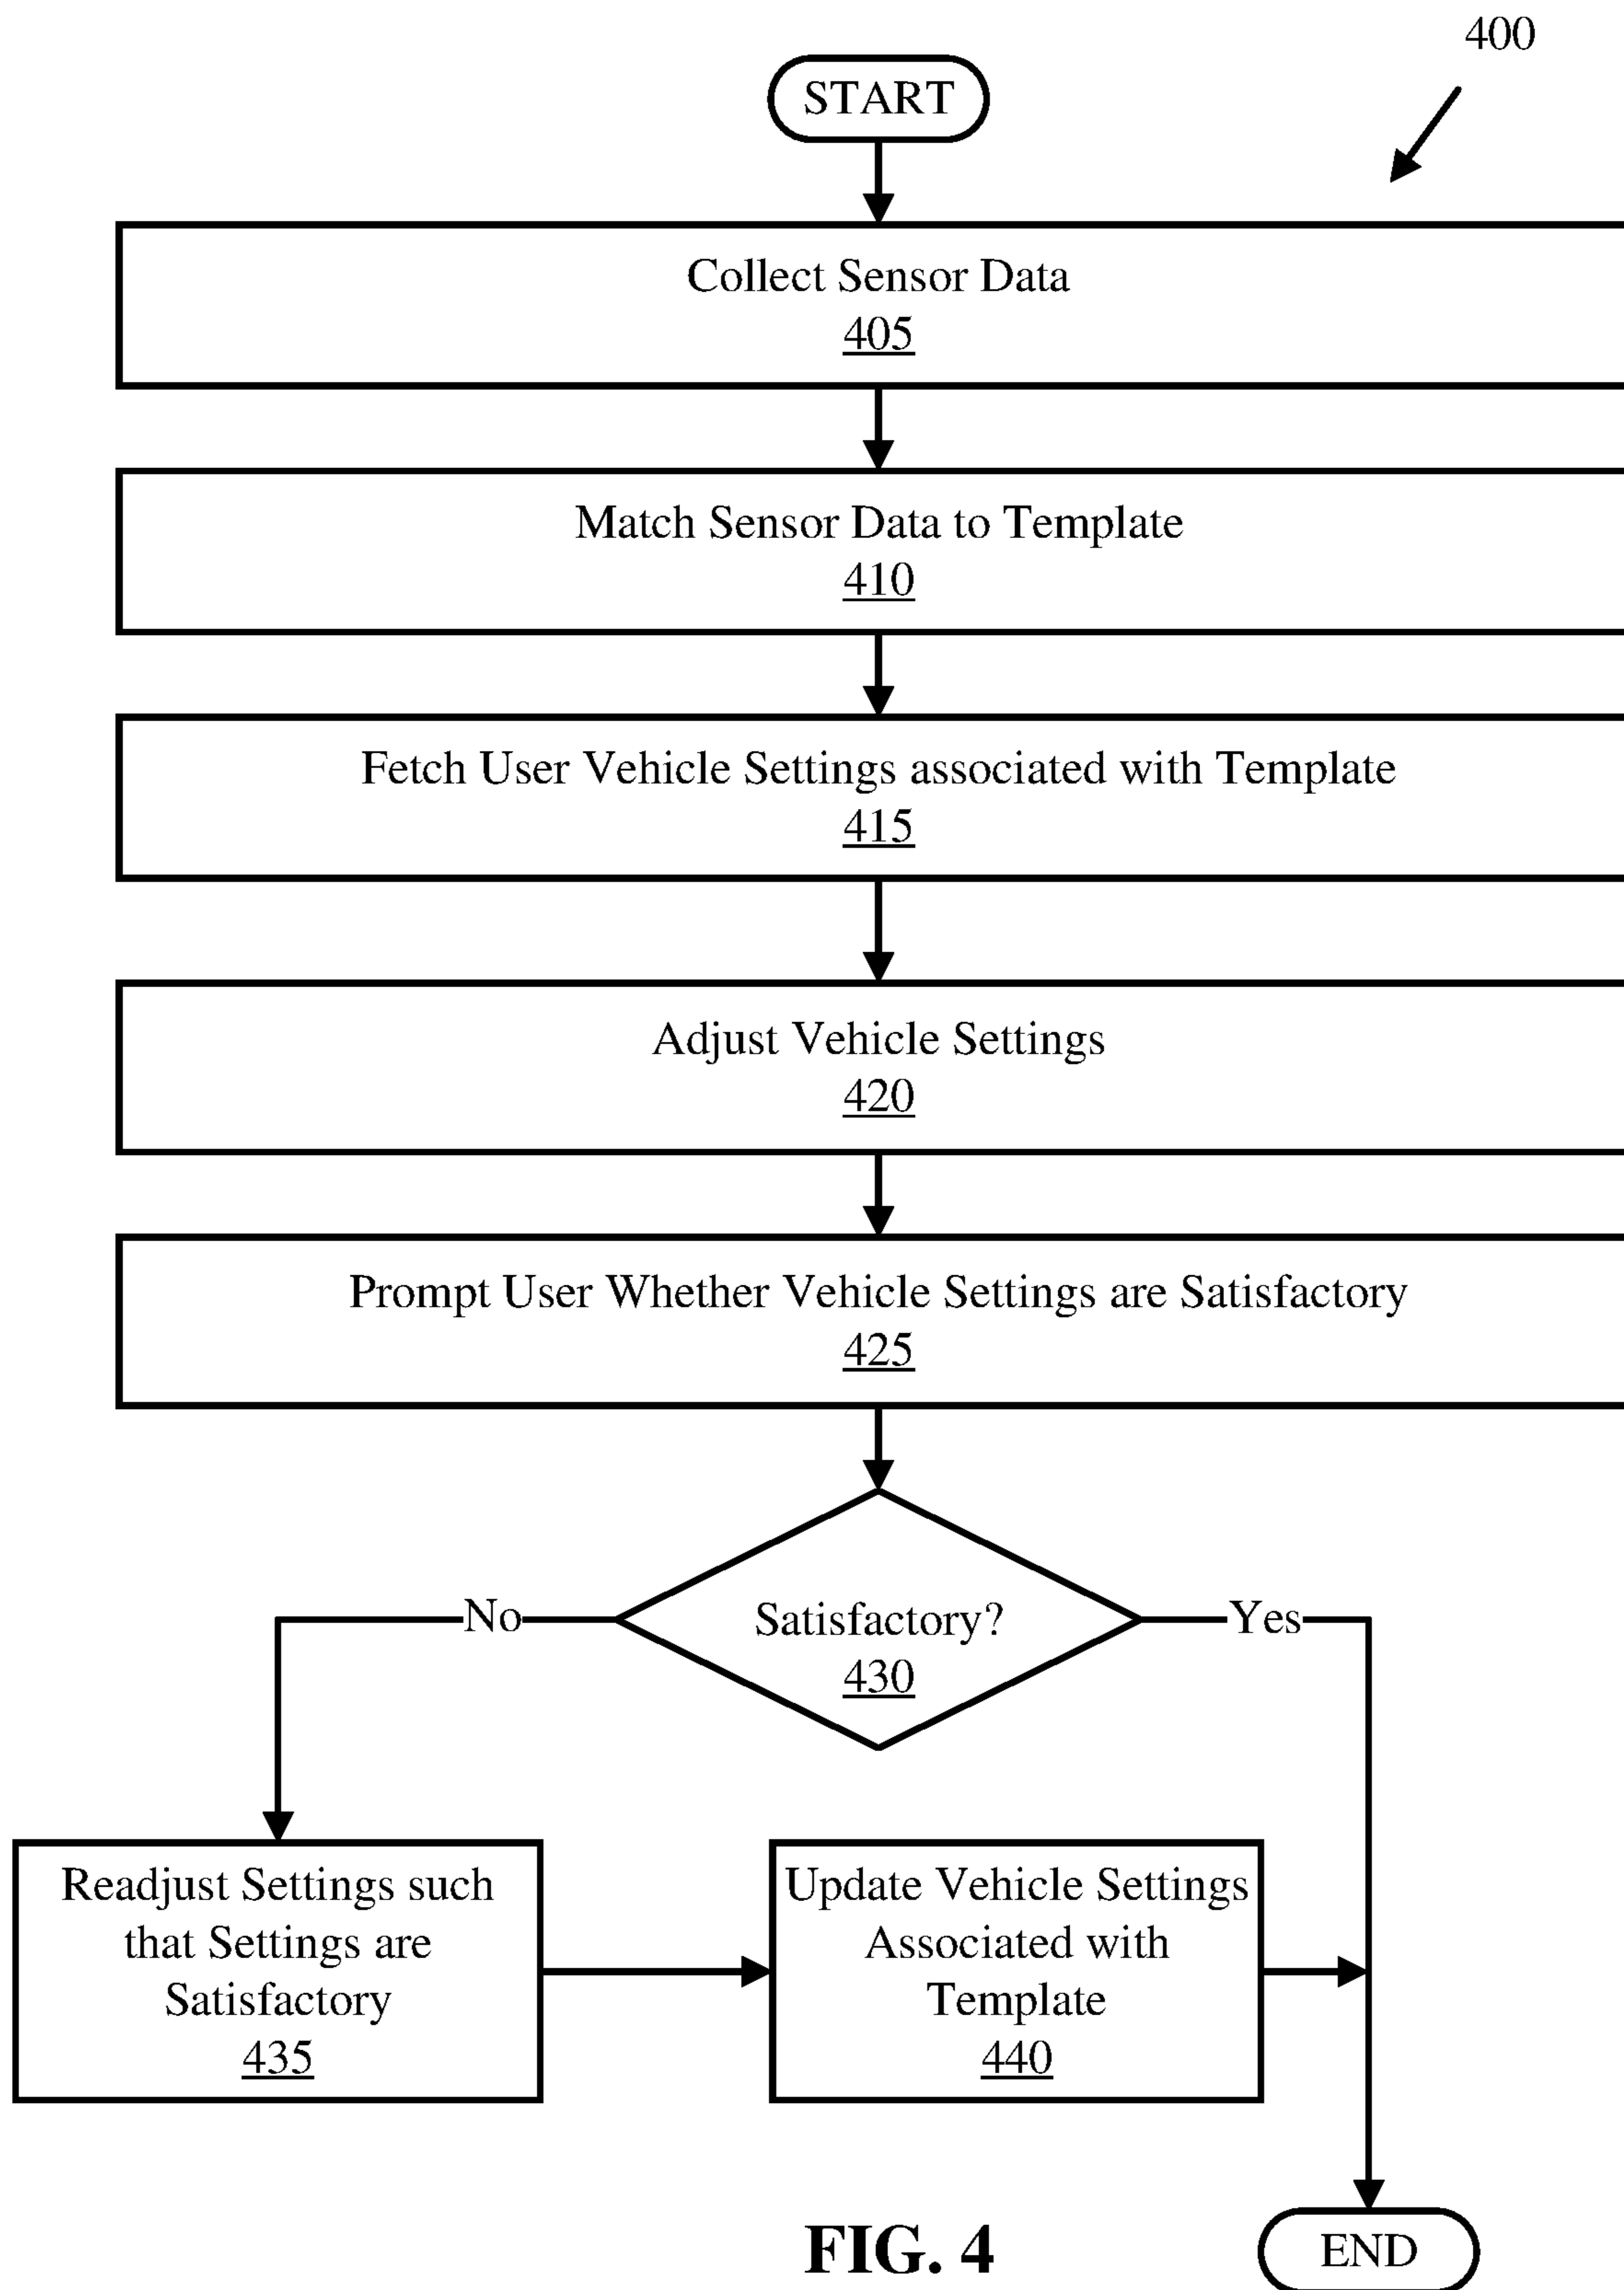 400
START
Collect Sensor Data
405
Match Sensor Data to Template
410
Fetch User Vehicle Settings associated with Template
415
Adjust Vehicle Settings
420
Prompt User Whether Vehicle Settings are Satisfactory
425
Satisfactory?
430
No
Yes
Readjust Settings such
that Settings are
Satisfactory
435
Update Vehicle Settings
Associated with
Template
440
END
FIG. 4